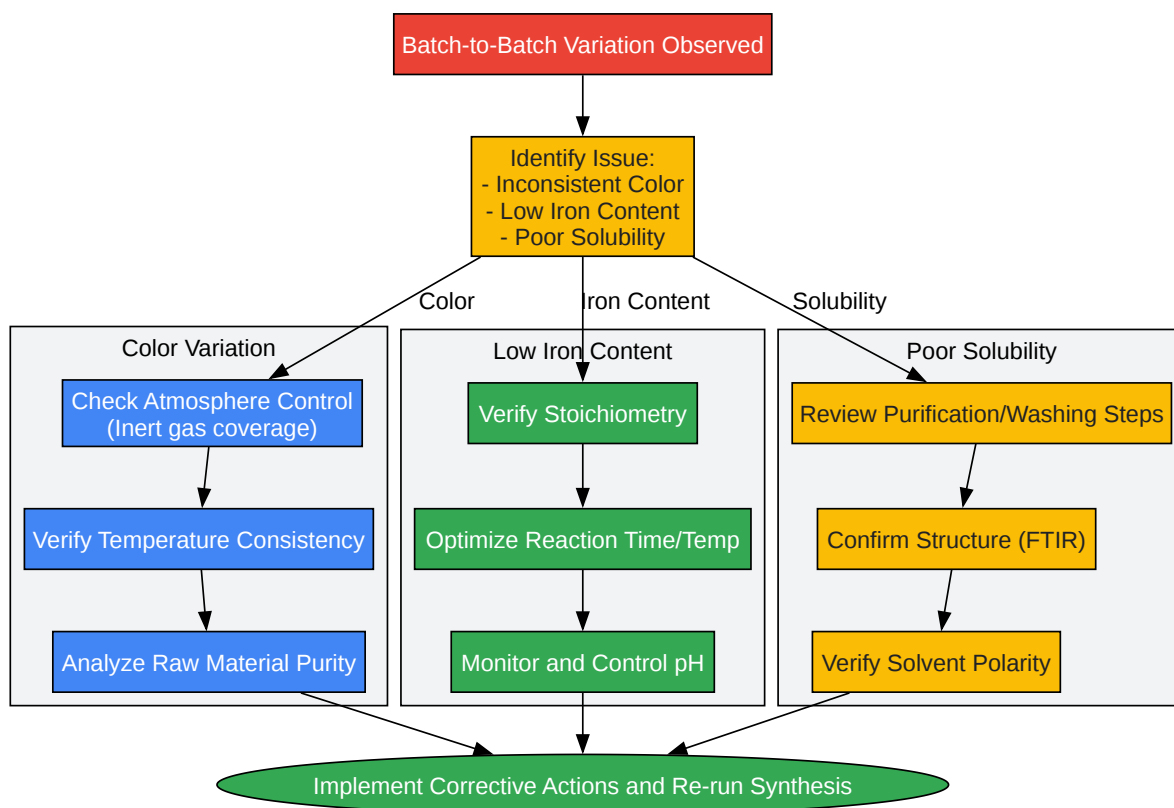 Batch-to-Batch Variation Observed
Identify Issue:
- Inconsistent Color
- Low Iron Content
- Poor Solubility
Color
Iron Content
Solubility
Color Variation
Check Atmosphere Control
(Inert gas coverage)
Verify Temperature Consistency
Analyze Raw Material Purity
Low Iron Content
Verify Stoichiometry
Optimize Reaction Time/Temp
Monitor and Control pH
Poor Solubility
Review Purification/Washing Steps
Confirm Structure (FTIR)
Verify Solvent Polarity
Implement Corrective Actions and Re-run Synthesis